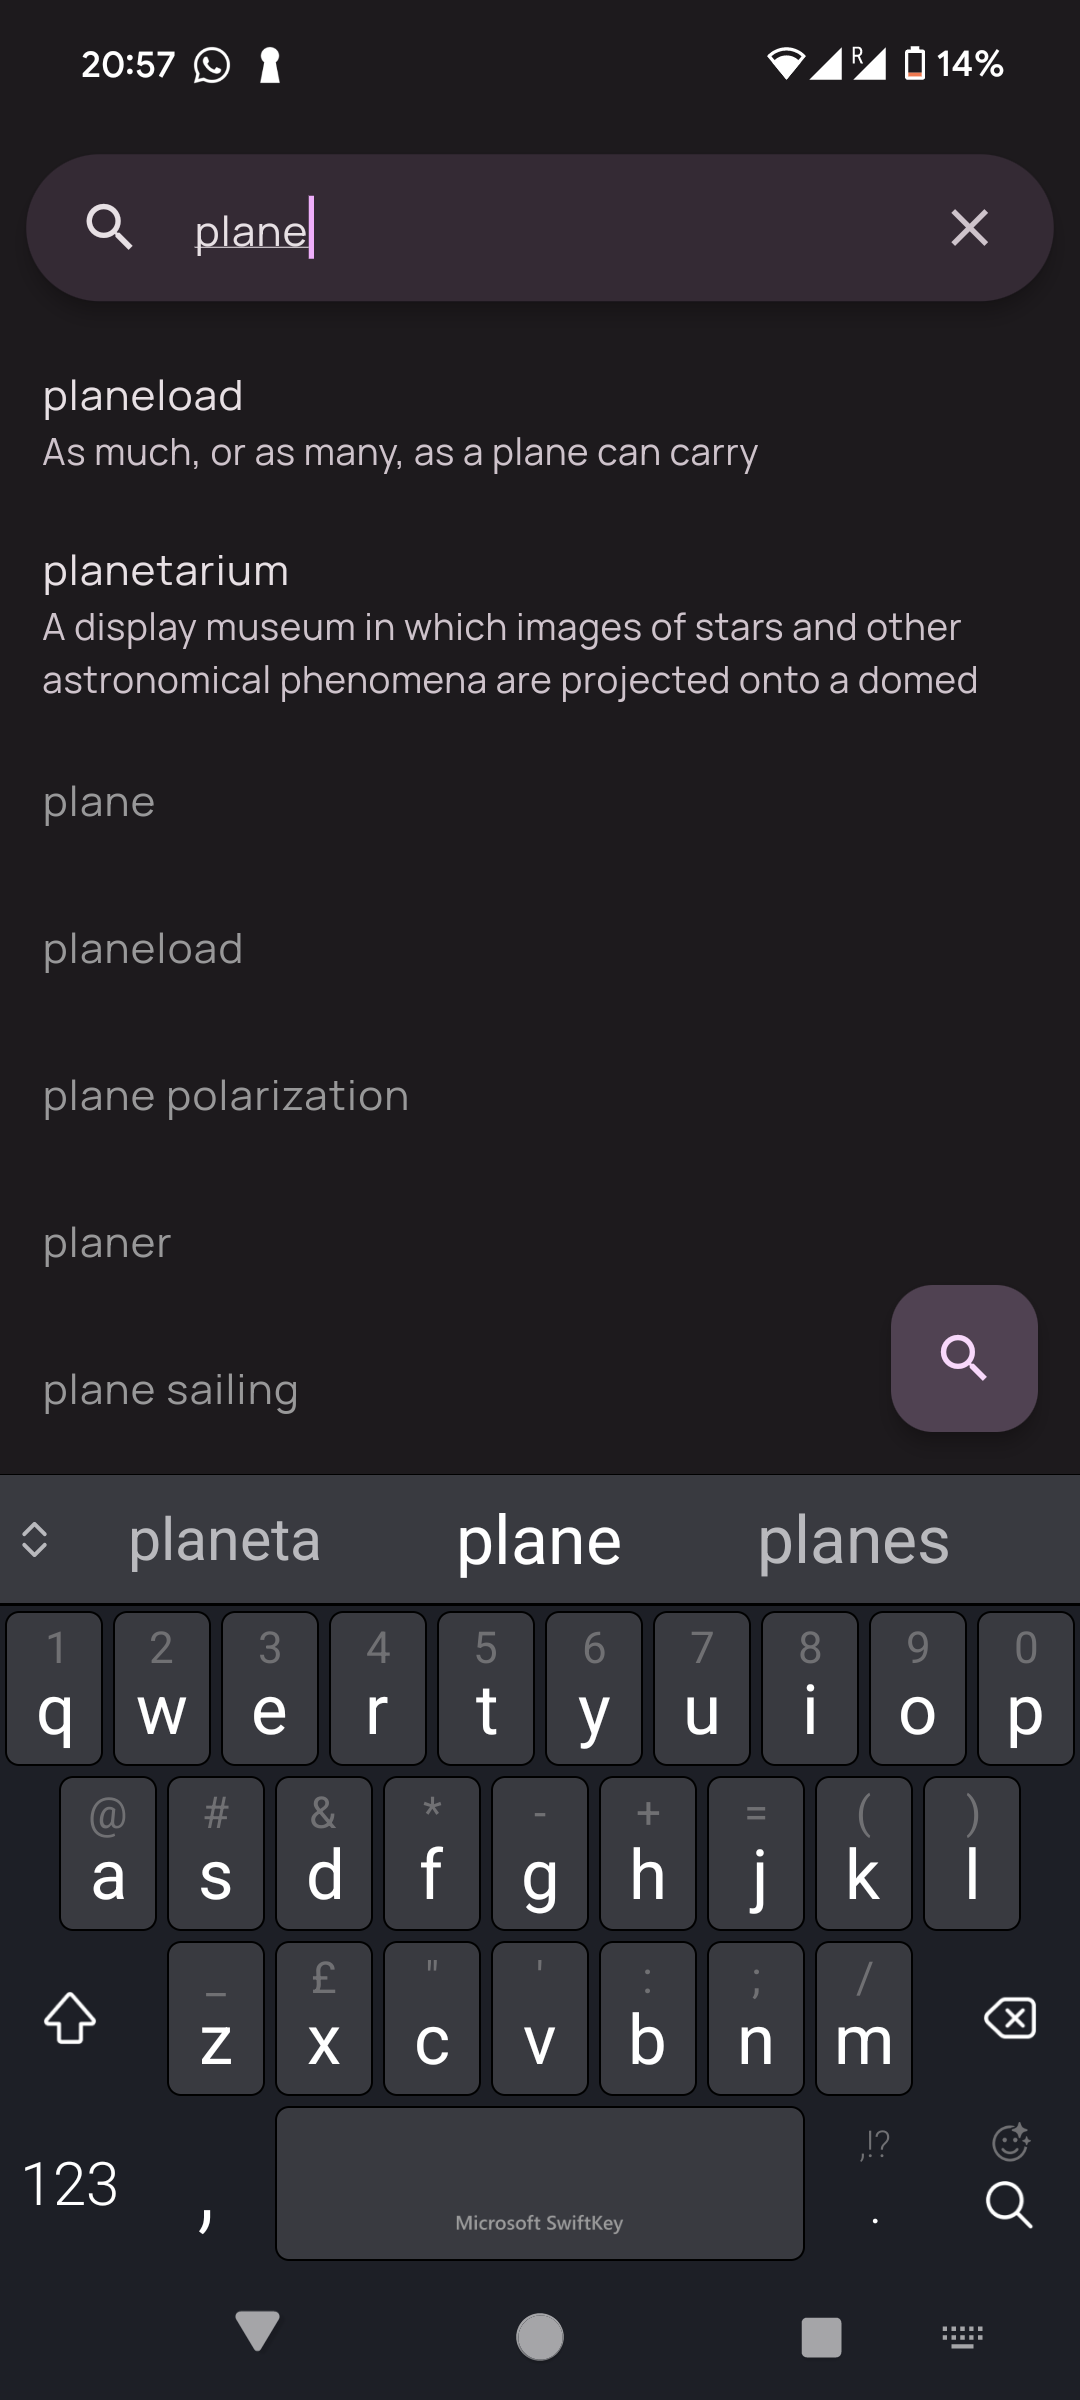 20:57 R 14%
plane
planeload
As much, or as many, as a plane can carry
planetarium
A display museum in which images of stars and other
astronomical phenomena are projected onto a domed
plane
planeload
plane polarization
planer
plane sailing
planeta plane planes
1 2 3 4 5 6 7 8 9 0
q w e r t y u i o p
@ # & * - + = ( )
a s d f g h j k l
_ £ " ' : ; /
z x c v b n m
,!?
123 , Microsoft SwiftKey .